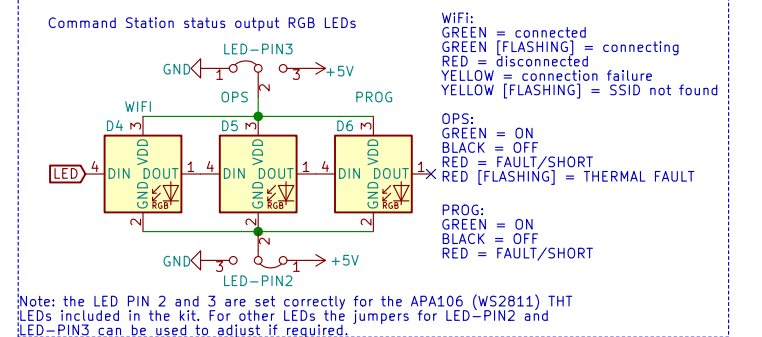 Command Station status output RGB LEDs
LED-PIN3
GND
1
3
+5V
2
WIFI
OPS
PROG
D4
3
D5
3
D6
3
LED
4
DIN
VDD
DOUT
GND
RGB
1
4
DIN
VDD
DOUT
GND
RGB
1
4
DIN
VDD
DOUT
GND
RGB
1
2
2
2
2
GND
3
1
+5V
LED-PIN2
WiFi:
GREEN = connected
GREEN [FLASHING] = connecting
RED = disconnected
YELLOW = connection failure
YELLOW [FLASHING] = SSID not found
OPS:
GREEN = ON
BLACK = OFF
RED = FAULT/SHORT
RED [FLASHING] = THERMAL FAULT
PROG:
GREEN = ON
BLACK = OFF
RED = FAULT/SHORT
Note: the LED PIN 2 and 3 are set correctly for the APA106 (WS2811) THT
LEDs included in the kit. For other LEDs the jumpers for LED-PIN2 and
LED-PIN3 can be used to adjust if required.